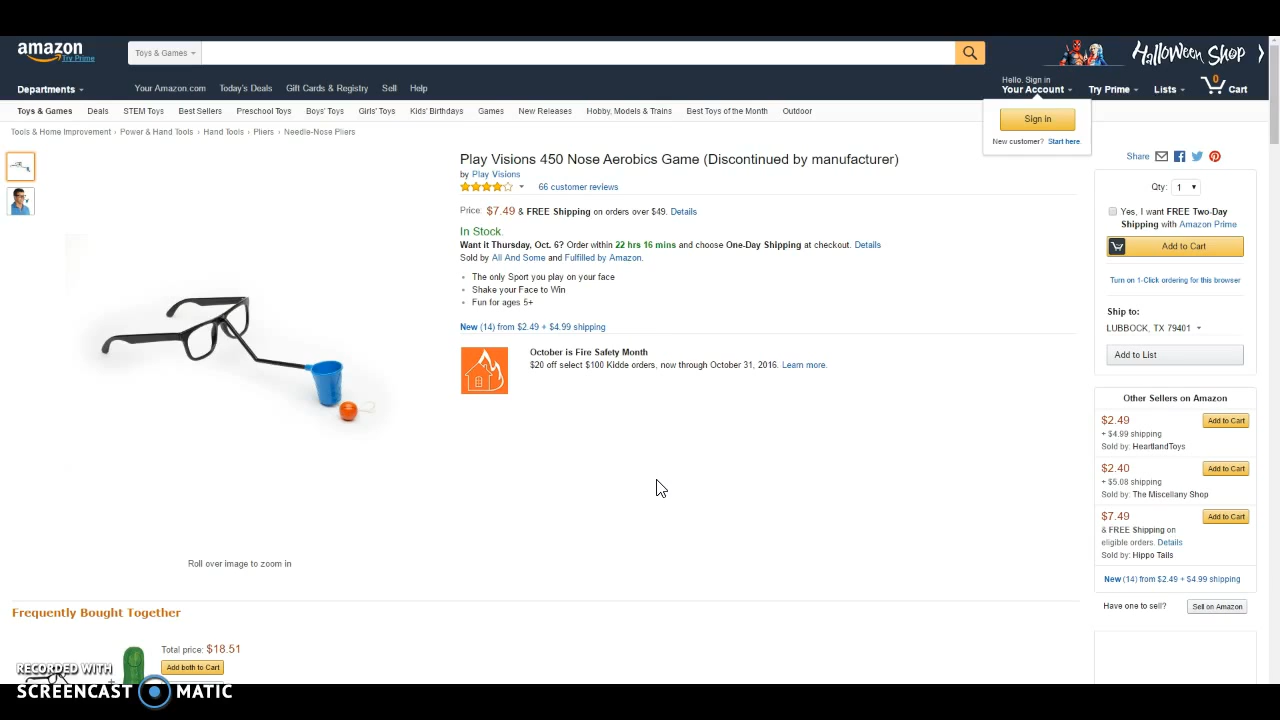 amazon
Try Prime
Toys & Games
Halloween Shop
Departments
Your Amazon.com
Today's Deals
Gift Cards & Registry
Sell
Help
Hello. Sign in
Your Account
Try Prime
Lists
0
Cart
Toys & Games
Deals
STEM Toys
Best Sellers
Preschool Toys
Boys' Toys
Girls' Toys
Kids' Birthdays
Games
New Releases
Hobby, Models & Trains
Best Toys of the Month
Outdoor
Sign in
New customer? Start here.
Tools & Home Improvement › Power & Hand Tools › Hand Tools › Pliers › Needle-Nose Pliers
Play Visions 450 Nose Aerobics Game (Discontinued by manufacturer)
by Play Visions
66 customer reviews
Price: $7.49 & FREE Shipping on orders over $49. Details
In Stock.
Want it Thursday, Oct. 6? Order within 22 hrs 16 mins and choose One-Day Shipping at checkout. Details
Sold by All And Some and Fulfilled by Amazon.
The only Sport you play on your face
Shake your Face to Win
Fun for ages 5+
New (14) from $2.49 + $4.99 shipping
October is Fire Safety Month
$20 off select $100 Kidde orders, now through October 31, 2016. Learn more.
Roll over image to zoom in
Share
Qty: 1
Yes, I want FREE Two-Day
Shipping with Amazon Prime
Add to Cart
Turn on 1-Click ordering for this browser
Ship to:
LUBBOCK, TX 79401
Add to List
Other Sellers on Amazon
$2.49
Add to Cart
+ $4.99 shipping
Sold by: HeartlandToys
$2.40
Add to Cart
+ $5.08 shipping
Sold by: The Miscellany Shop
$7.49
Add to Cart
& FREE Shipping on
eligible orders. Details
Sold by: Hippo Tails
New (14) from $2.49 + $4.99 shipping
Have one to sell?
Sell on Amazon
Frequently Bought Together
Total price: $18.51
Add both to Cart
RECORDED WITH
SCREENCAST MATIC